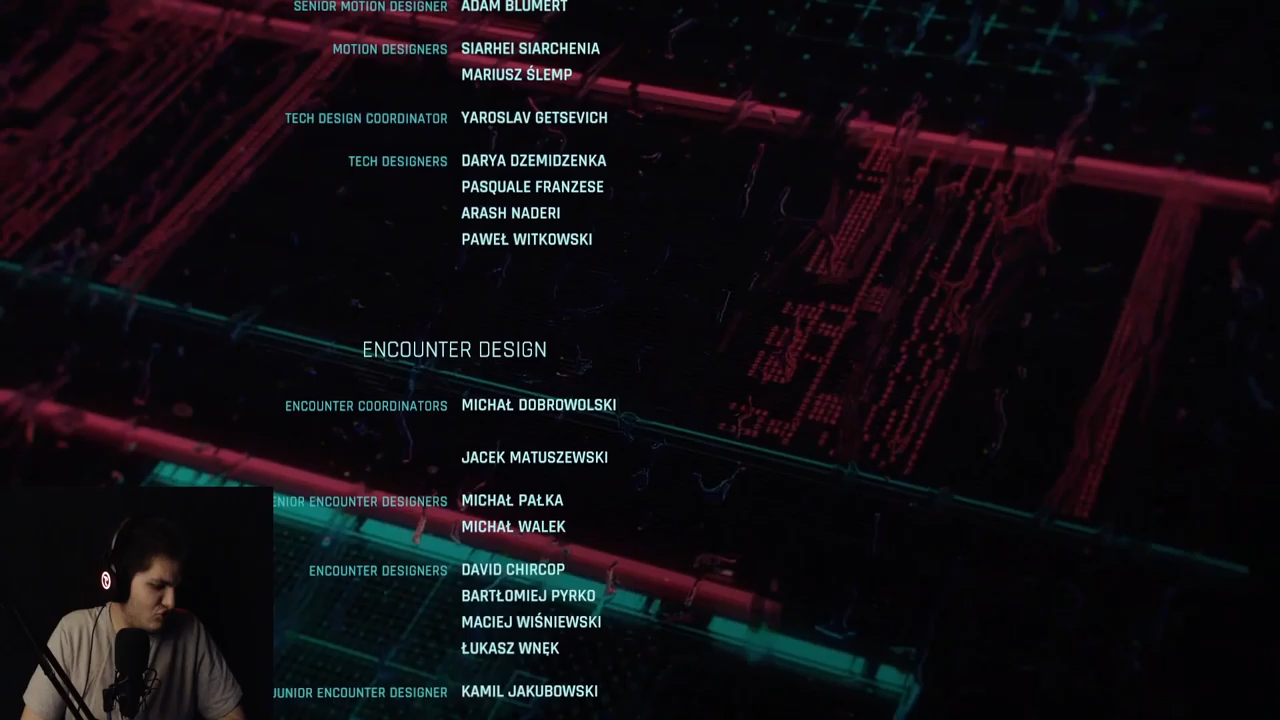 SENIOR MOTION DESIGNER ADAM BLUMERT
MOTION DESIGNERS SIARHEI SIARCHENIA
MARIUSZ ŚLEMP
TECH DESIGN COORDINATOR YAROSLAV GETSEVICH
TECH DESIGNERS DARYA DZEMIDZENKA
PASQUALE FRANZESE
ARASH NADERI
PAWEŁ WITKOWSKI
ENCOUNTER DESIGN
ENCOUNTER COORDINATORS MICHAŁ DOBROWOLSKI
JACEK MATUSZEWSKI
ENIOR ENCOUNTER DESIGNERS MICHAŁ PAŁKA
MICHAŁ WALEK
ENCOUNTER DESIGNERS DAVID CHIRCOP
BARTŁOMIEJ PYRKO
MACIEJ WIŚNIEWSKI
ŁUKASZ WNĘK
JUNIOR ENCOUNTER DESIGNER KAMIL JAKUBOWSKI